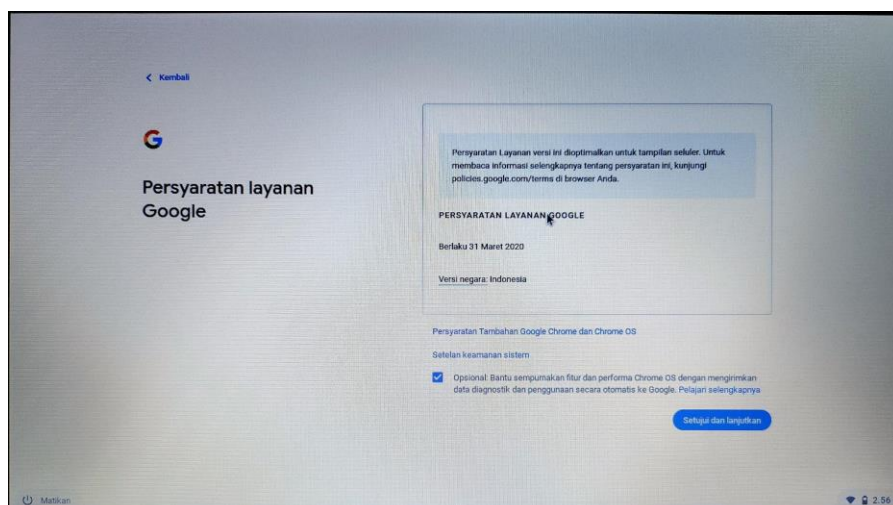 Kembali
Persyaratan layanan
Google
Persyaratan Layanan versi ini dioptimalkan untuk tampilan seluler. Untuk
membaca informasi selengkapnya tentang persyaratan ini, kunjungi
policies.google.com/terms di browser Anda.
PERSYARATAN LAYANAN GOOGLE
Berlaku 31 Maret 2020
Versi negara: Indonesia
Persyaratan Tambahan Google Chrome dan Chrome OS
Setelan keamanan sistem
Opsional: Bantu sempurnakan fitur dan performa Chrome OS dengan mengirimkan
data diagnostik dan penggunaan secara otomatis ke Google. Pelajari selengkapnya
Setujui dan lanjutkan
Matikan
2.56